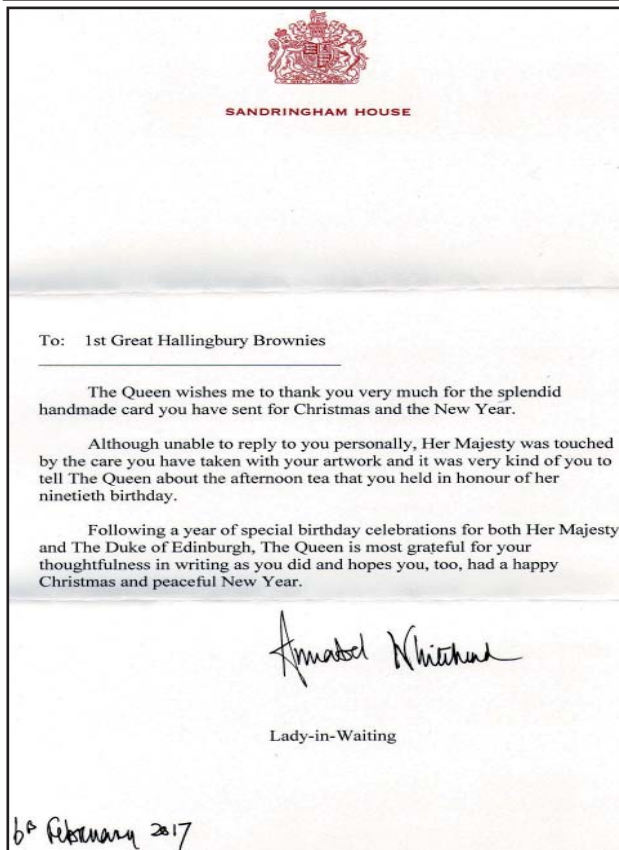 SANDRINGHAM HOUSE
To: 1st Great Hallingbury Brownies
The Queen wishes me to thank you very much for the splendid
handmade card you have sent for Christmas and the New Year.
Although unable to reply to you personally, Her Majesty was touched
by the care you have taken with your artwork and it was very kind of you to
tell The Queen about the afternoon tea that you held in honour of her
ninetieth birthday.
Following a year of special birthday celebrations for both Her Majesty
and The Duke of Edinburgh, The Queen is most grateful for your
thoughtfulness in writing as you did and hopes you, too, had a happy
Christmas and peaceful New Year.
Annabel Whitehead
Lady-in-Waiting
6th February 2017